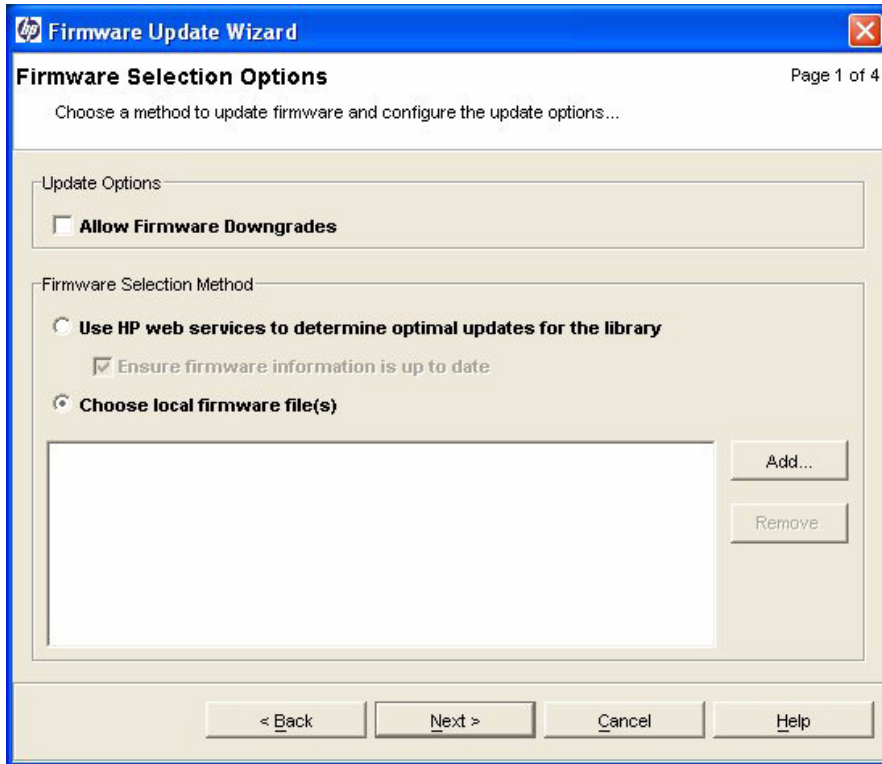 hp Firmware Update Wizard
Firmware Selection Options
Page 1 of 4
Choose a method to update firmware and configure the update options...
Update Options
Allow Firmware Downgrades
Firmware Selection Method
Use HP web services to determine optimal updates for the library
Ensure firmware information is up to date
Choose local firmware file(s)
Add...
Remove
< Back
Next >
Cancel
Help